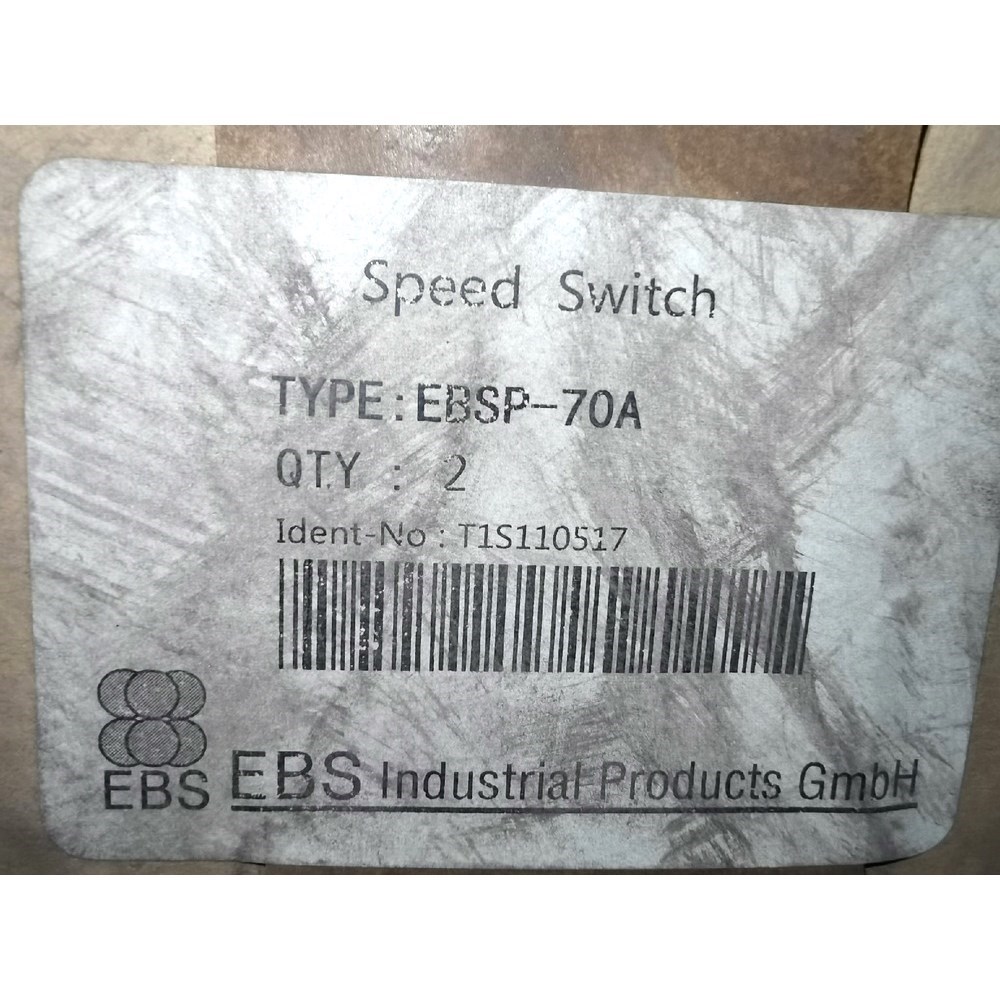 Speed Switch
TYPE: EBSP-70A
QTY : 2
Ident-No : T1S110517
EBS
EBS Industrial Products GmbH